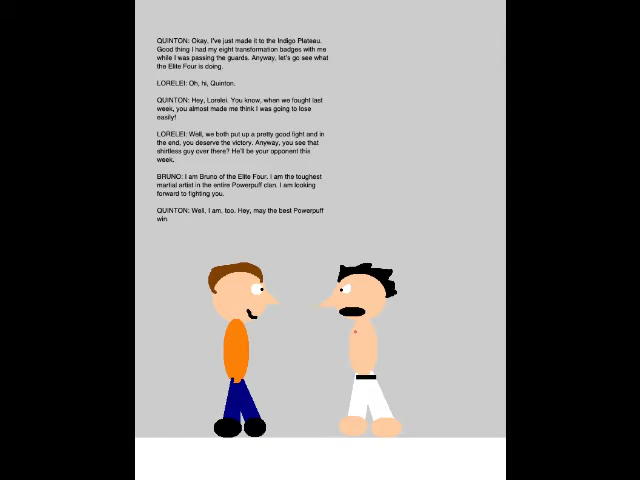 QUINTON: Okay. I've just made it to the Indigo Plateau.
Good thing I had my eight transformation badges with me
while I was passing the guards. Anyway, let's go see what
the Elite Four is doing.
LORELEI: Oh, hi, Quinton.
QUINTON: Hey, Lorelei. You know, when we fought last
week, you almost made me think I was going to lose
easily!
LORELEI: Well, we both put up a pretty good fight and in
the end, you deserve the victory. Anyway, you see that
shirtless guy over there? He'll be your opponent this
week.
BRUNO: I am Bruno of the Elite Four. I am the toughest
martial artist in the entire Powerpuff clan. I am looking
forward to fighting you.
QUINTON: Well, I am, too. Hey, may the best Powerpuff
win.